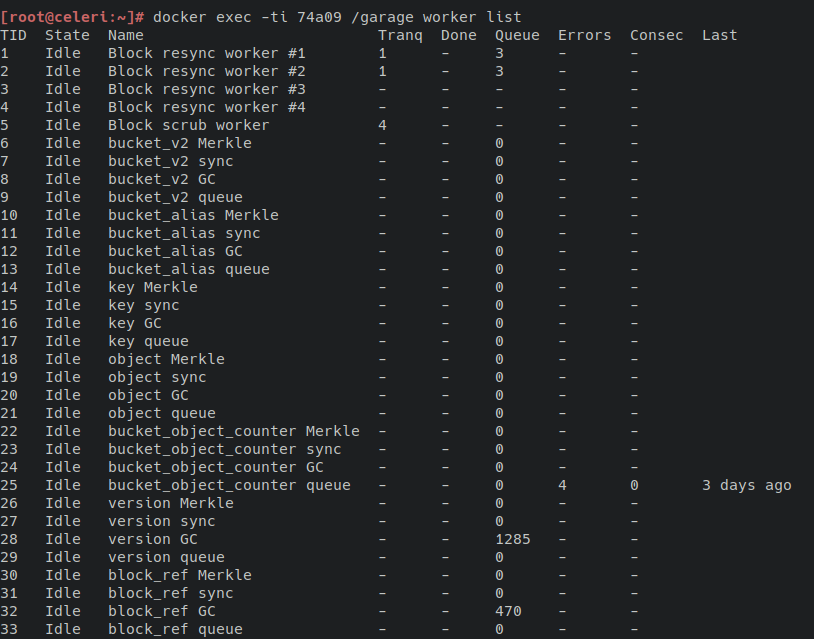 [root@celeri:~]# docker exec -ti 74a09 /garage worker list
TID  State  Name                         Tranq  Done  Queue  Errors  Consec  Last
1    Idle   Block resync worker #1       1      -     3      -       -
2    Idle   Block resync worker #2       1      -     3      -       -
3    Idle   Block resync worker #3       -      -     -      -       -
4    Idle   Block resync worker #4       -      -     -      -       -
5    Idle   Block scrub worker           4      -     -      -       -
6    Idle   bucket_v2 Merkle             -      -     0      -       -
7    Idle   bucket_v2 sync               -      -     0      -       -
8    Idle   bucket_v2 GC                 -      -     0      -       -
9    Idle   bucket_v2 queue              -      -     0      -       -
10   Idle   bucket_alias Merkle          -      -     0      -       -
11   Idle   bucket_alias sync            -      -     0      -       -
12   Idle   bucket_alias GC              -      -     0      -       -
13   Idle   bucket_alias queue           -      -     0      -       -
14   Idle   key Merkle                   -      -     0      -       -
15   Idle   key sync                     -      -     0      -       -
16   Idle   key GC                       -      -     0      -       -
17   Idle   key queue                    -      -     0      -       -
18   Idle   object Merkle                -      -     0      -       -
19   Idle   object sync                  -      -     0      -       -
20   Idle   object GC                    -      -     0      -       -
21   Idle   object queue                 -      -     0      -       -
22   Idle   bucket_object_counter Merkle  -      -     0      -       -
23   Idle   bucket_object_counter sync   -      -     0      -       -
24   Idle   bucket_object_counter GC     -      -     0      -       -
25   Idle   bucket_object_counter queue  -      -     0      4       0       3 days ago
26   Idle   version Merkle               -      -     0      -       -
27   Idle   version sync                 -      -     0      -       -
28   Idle   version GC                   -      -     1285   -       -
29   Idle   version queue                -      -     0      -       -
30   Idle   block_ref Merkle             -      -     0      -       -
31   Idle   block_ref sync               -      -     0      -       -
32   Idle   block_ref GC                 -      -     470    -       -
33   Idle   block_ref queue              -      -     0      -       -